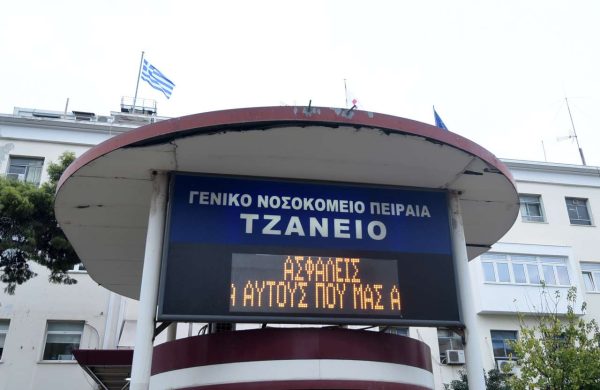 ΓΕΝΙΚΟ ΝΟΣΟΚΟΜΕΙΟ ΠΕΙΡΑΙΑ
ΤΖΑΝΕΙΟ
ΑΣΦΑΛΕΙΣ
Α ΑΥΤΟΥΣ ΠΟΥ ΜΑΣ Α